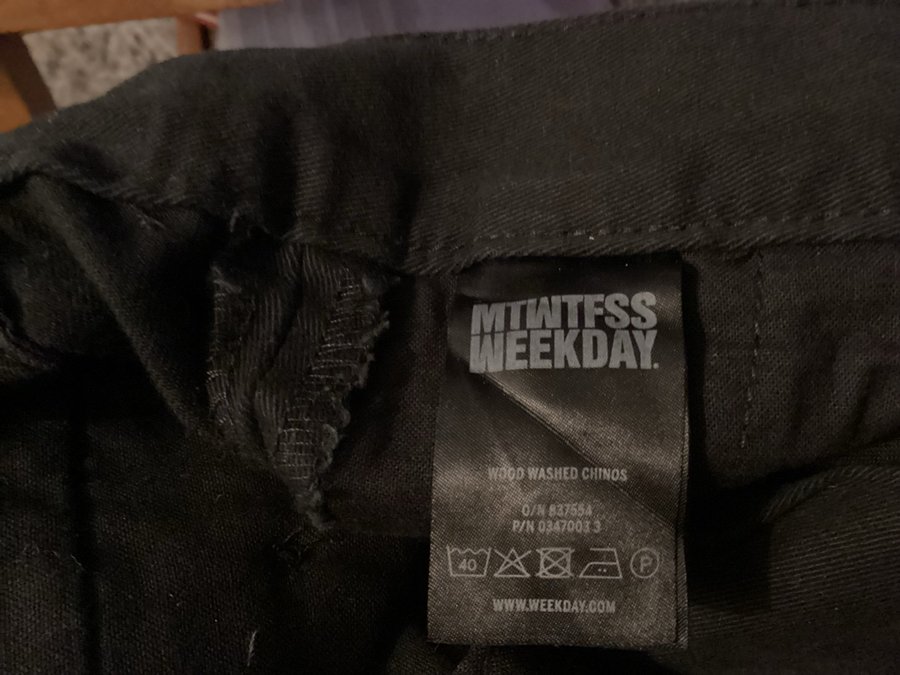 MTWTFSS
WEEKDAY.
WOOD WASHED CHINOS
O/N 837554
P/N 0347003 3
40 P
WWW.WEEKDAY.COM